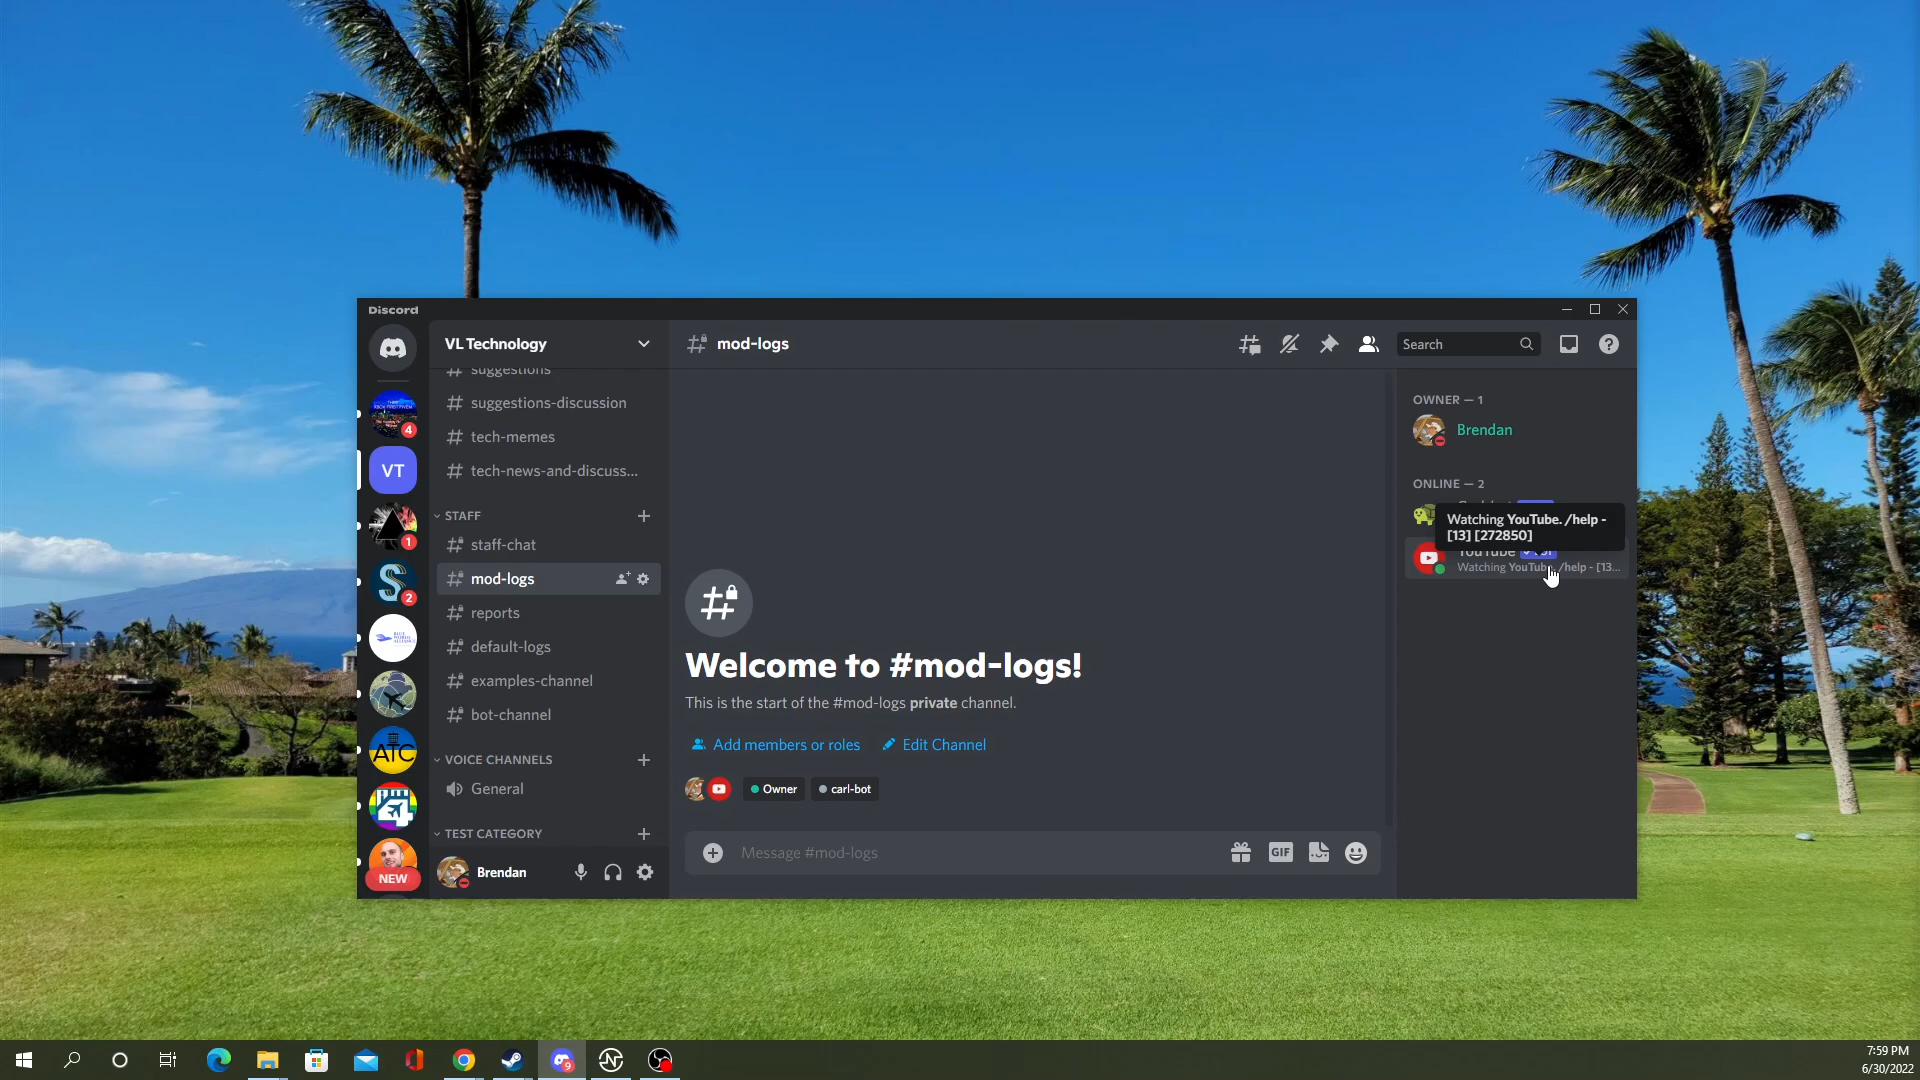 Discord
VL Technology
mod-logs
Search
suggestions
suggestions-discussion
tech-memes
tech-news-and-discuss...
STAFF
staff-chat
mod-logs
reports
default-logs
examples-channel
bot-channel
VOICE CHANNELS
General
TEST CATEGORY
Brendan
4
VT
1
2
ATC
NEW
Welcome to #mod-logs!
This is the start of the #mod-logs private channel.
Add members or roles
Edit Channel
Owner
carl-bot
Message #mod-logs
GIF
OWNER — 1
Brendan
ONLINE — 2
Watching YouTube. /help -
[13] [272850]
YouTube
Watching YouTube. /help - [13...
9
7:59 PM
6/30/2022